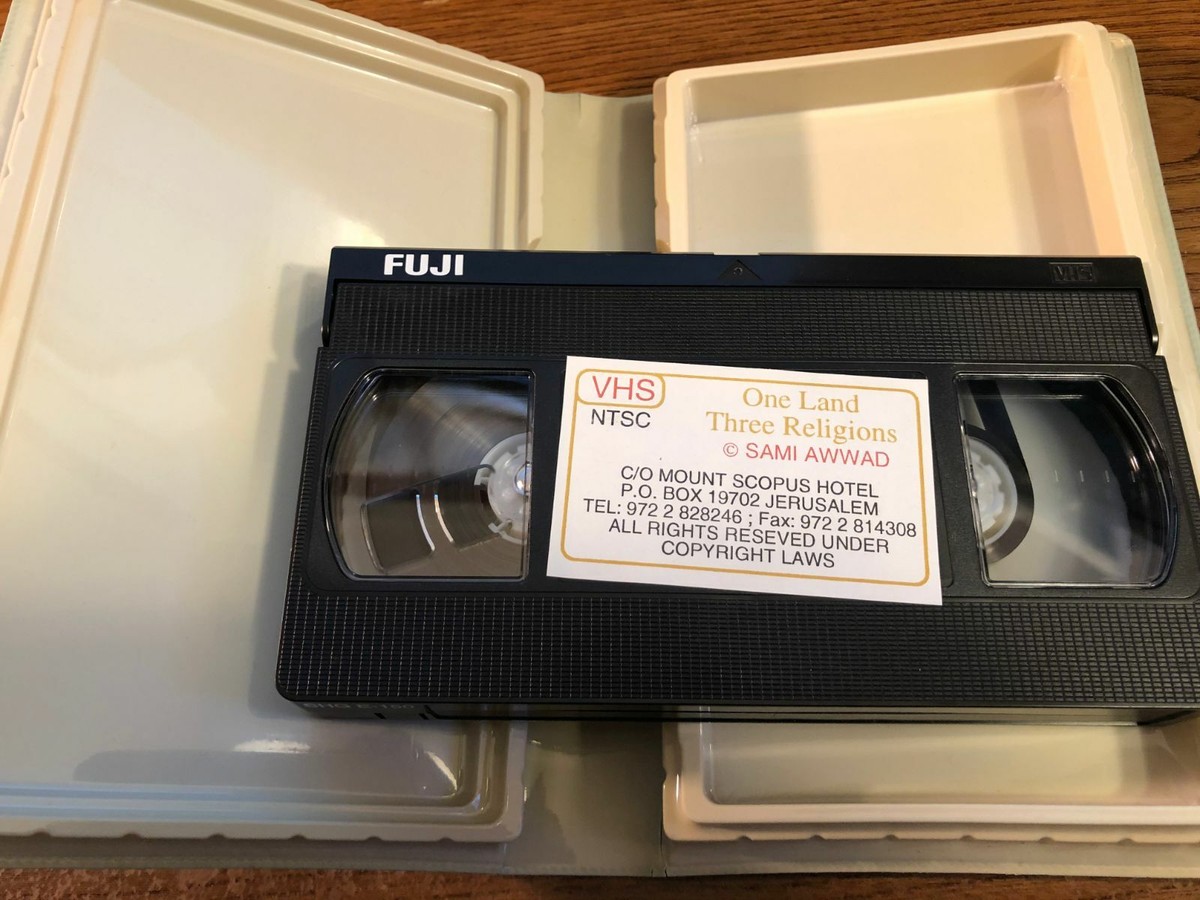 FUJI
VHS
VHS
NTSC
One Land
Three Religions
© SAMI AWWAD
C/O MOUNT SCOPUS HOTEL
P.O. BOX 19702 JERUSALEM
TEL: 972 2 828246 ; Fax: 972 2 814308
ALL RIGHTS RESEVED UNDER
COPYRIGHT LAWS